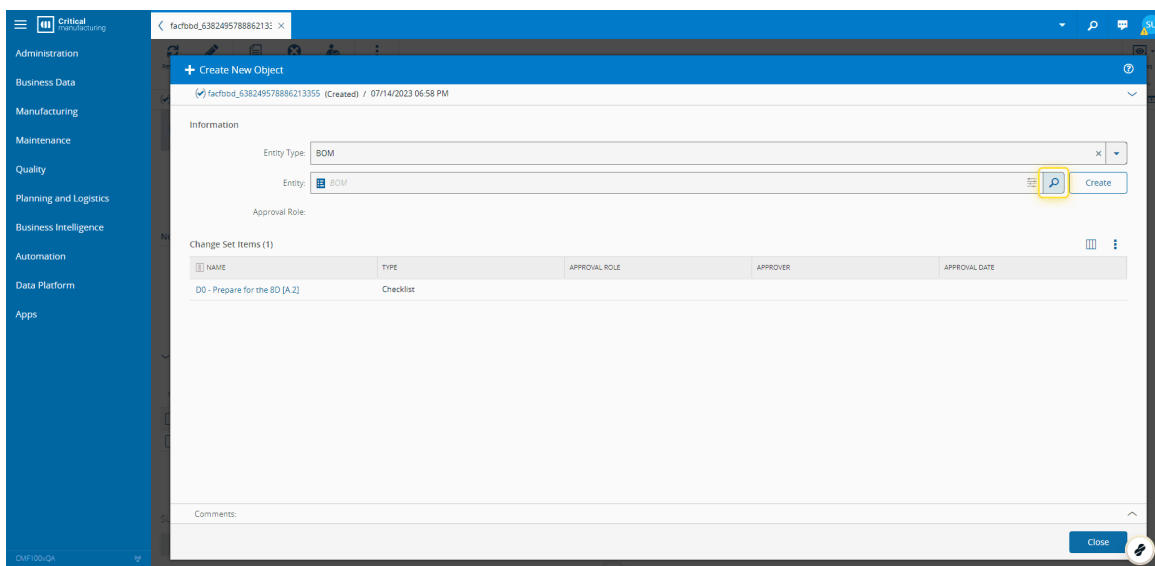 Critical
manufacturing
facfbbd_63824957888621335
SU
Administration
Business Data
Manufacturing
Maintenance
Quality
Planning and Logistics
Business Intelligence
Automation
Data Platform
Apps
CMF100vQA
Create New Object
facfbbd_638249578886213355 (Created) / 07/14/2023 06:58 PM
Information
Entity Type: BOM
Entity: BOM Create
Approval Role:
Change Set Items (1)
NAME TYPE APPROVAL ROLE APPROVER APPROVAL DATE
D0 - Prepare for the 8D [A.2] Checklist
Comments:
Close